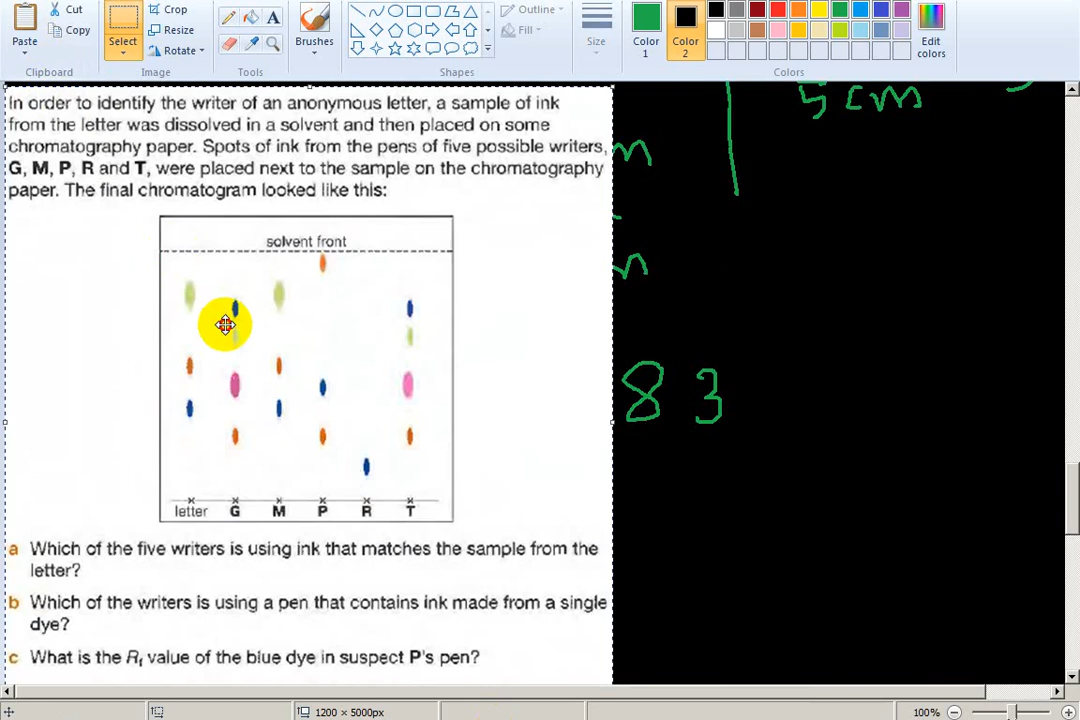 Cut
Crop
Outline
Paste
Copy
Select
Resize
Rotate
Brushes
Fill
Size
Color 1
Color 2
Edit colors
Clipboard
Image
Tools
Shapes
Colors
In order to identify the writer of an anonymous letter, a sample of ink
from the letter was dissolved in a solvent and then placed on some
chromatography paper. Spots of ink from the pens of five possible writers,
G, M, P, R and T, were placed next to the sample on the chromatography
paper. The final chromatogram looked like this:
solvent front
letter G M P R T
a Which of the five writers is using ink that matches the sample from the
letter?
b Which of the writers is using a pen that contains ink made from a single
dye?
c What is the Rf value of the blue dye in suspect P's pen?
5 cm
8 3
1200 × 5000px
100%